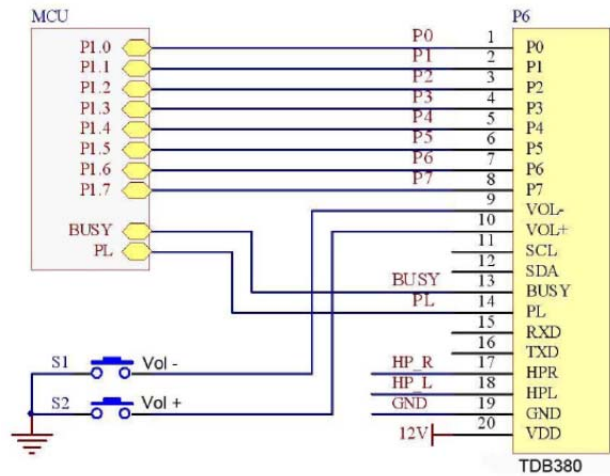 MCU
P6
P1.0 P0 1 P0
P1.1 P1 2 P1
P1.2 P2 3 P2
P1.3 P3 4 P3
P1.4 P4 5 P4
P1.5 P5 6 P5
P1.6 P6 7 P6
P1.7 P7 8 P7
9 VOL-
BUSY 10 VOL+
PL 11 SCL
12 SDA
BUSY 13 BUSY
PL 14 PL
15 RXD
16 TXD
S1 Vol - HP_R 17 HPR
HP_L 18 HPL
S2 Vol + GND 19 GND
12V 20 VDD
TDB380